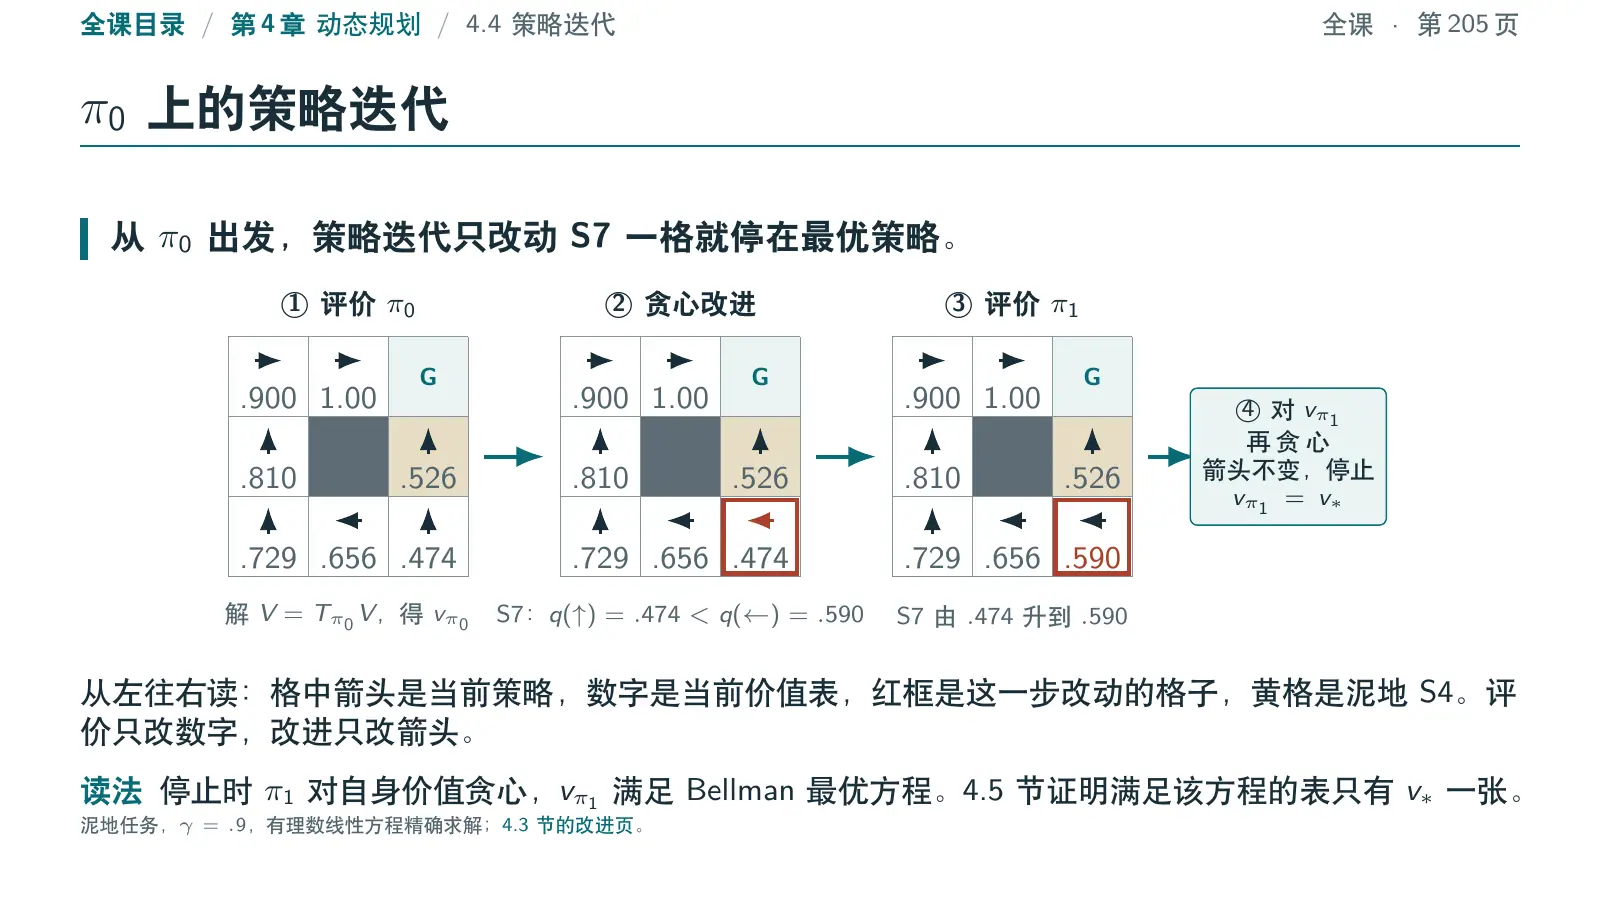 全课目录 / 第 4 章 动态规划 / 4.4 策略迭代
全课 · 第 205 页
π0 上的策略迭代
从 π0 出发，策略迭代只改动 S7 一格就停在最优策略。
① 评价 π0
.900 1.00 G
.810 .526
.729 .656 .474
解 V = Tπ0 V，得 vπ0
② 贪心改进
.900 1.00 G
.810 .526
.729 .656 .474
S7：q(↑) = .474 < q(←) = .590
③ 评价 π1
.900 1.00 G
.810 .526
.729 .656 .590
S7 由 .474 升到 .590
④ 对 vπ1
再贪心
箭头不变，停止
vπ1 = v*
从左往右读：格中箭头是当前策略，数字是当前价值表，红框是这一步改动的格子，黄格是泥地 S4。评
价只改数字，改进只改箭头。
读法 停止时 π1 对自身价值贪心，vπ1 满足 Bellman 最优方程。4.5 节证明满足该方程的表只有 v* 一张。
泥地任务，γ = .9，有理数线性方程精确求解；4.3 节的改进页。